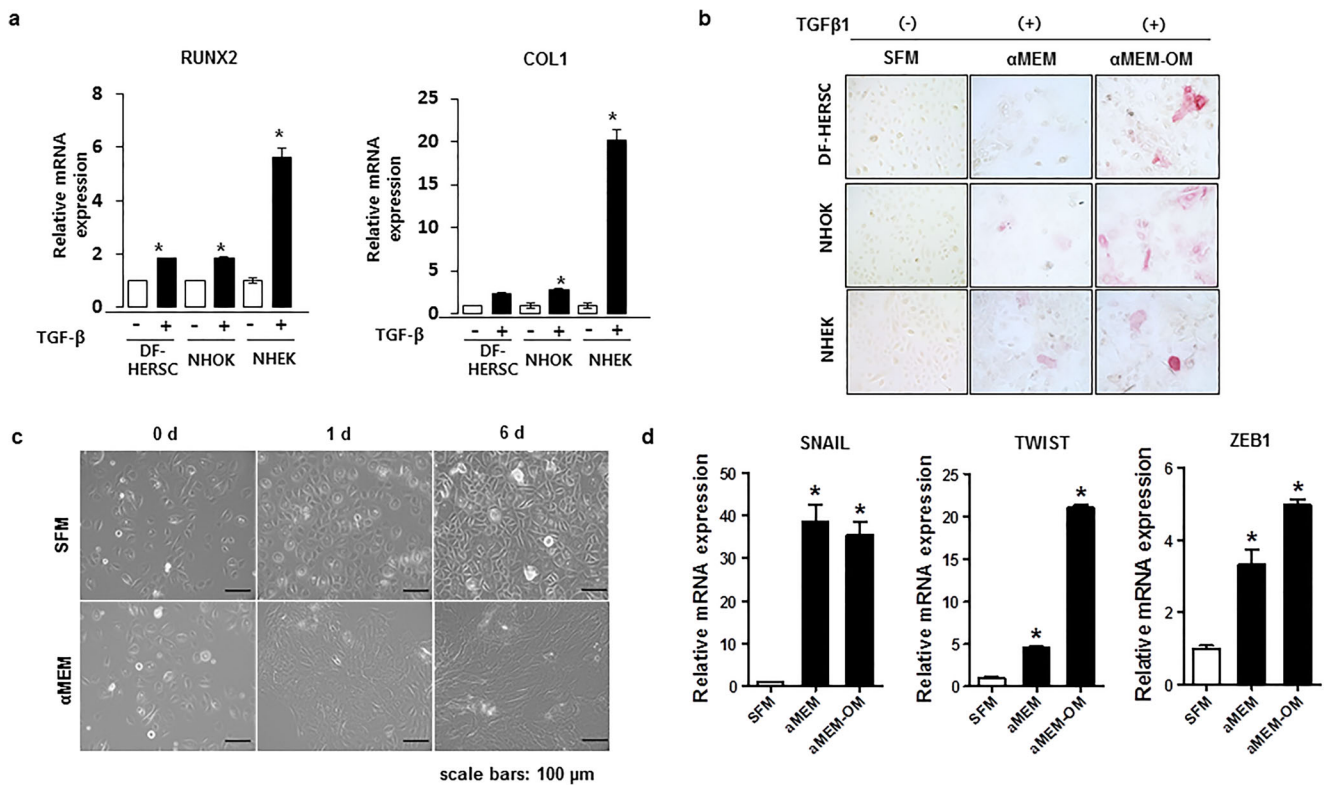 a
RUNX2
Relative mRNA
expression
8
6
4
2
0
*
*
*
- + - + - +
TGF-β
DF-
HERSC
NHOK
NHEK
COL1
Relative mRNA
expression
25
20
15
10
5
0
*
*
- + - + - +
TGF-β
DF-
HERSC
NHOK
NHEK
b
TGFβ1 (-) (+) (+)
SFM αMEM αMEM-OM
DF-HERSC
NHOK
NHEK
c
0 d 1 d 6 d
SFM
αMEM
scale bars: 100 µm
d
SNAIL
Relative mRNA expression
50
40
30
20
10
0
* *
SFM
aMEM
aMEM-OM
TWIST
Relative mRNA expression
25
20
15
10
5
0
*
*
SFM
aMEM
aMEM-OM
ZEB1
Relative mRNA expression
6
4
2
0
*
*
SFM
aMEM
aMEM-OM